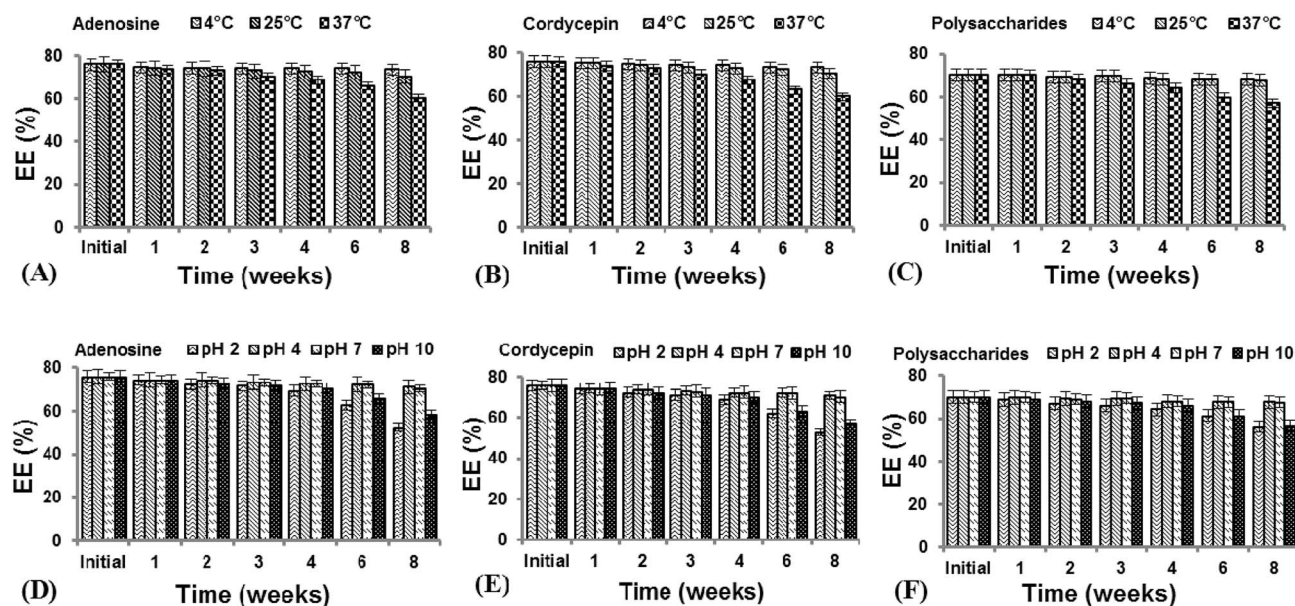 Adenosine 4°C 25°C 37°C
80
60
40
20
0
EE (%)
Initial 1 2 3 4 6 8
(A) Time (weeks)
Cordycepin 4°C 25°C 37°C
80
60
40
20
0
EE (%)
Initial 1 2 3 4 6 8
(B) Time (weeks)
Polysaccharides 4°C 25°C 37°C
80
60
40
20
0
EE (%)
Initial 1 2 3 4 6 8
(C) Time (weeks)
Adenosine pH 2 pH 4 pH 7 pH 10
80
60
40
20
0
EE (%)
Initial 1 2 3 4 6 8
(D) Time (weeks)
Cordycepin pH 2 pH 4 pH 7 pH 10
80
60
40
20
0
EE (%)
Initial 1 2 3 4 6 8
(E) Time (weeks)
Polysaccharides pH 2 pH 4 pH 7 pH 10
80
60
40
20
0
EE (%)
Initial 1 2 3 4 6 8
(F) Time (weeks)